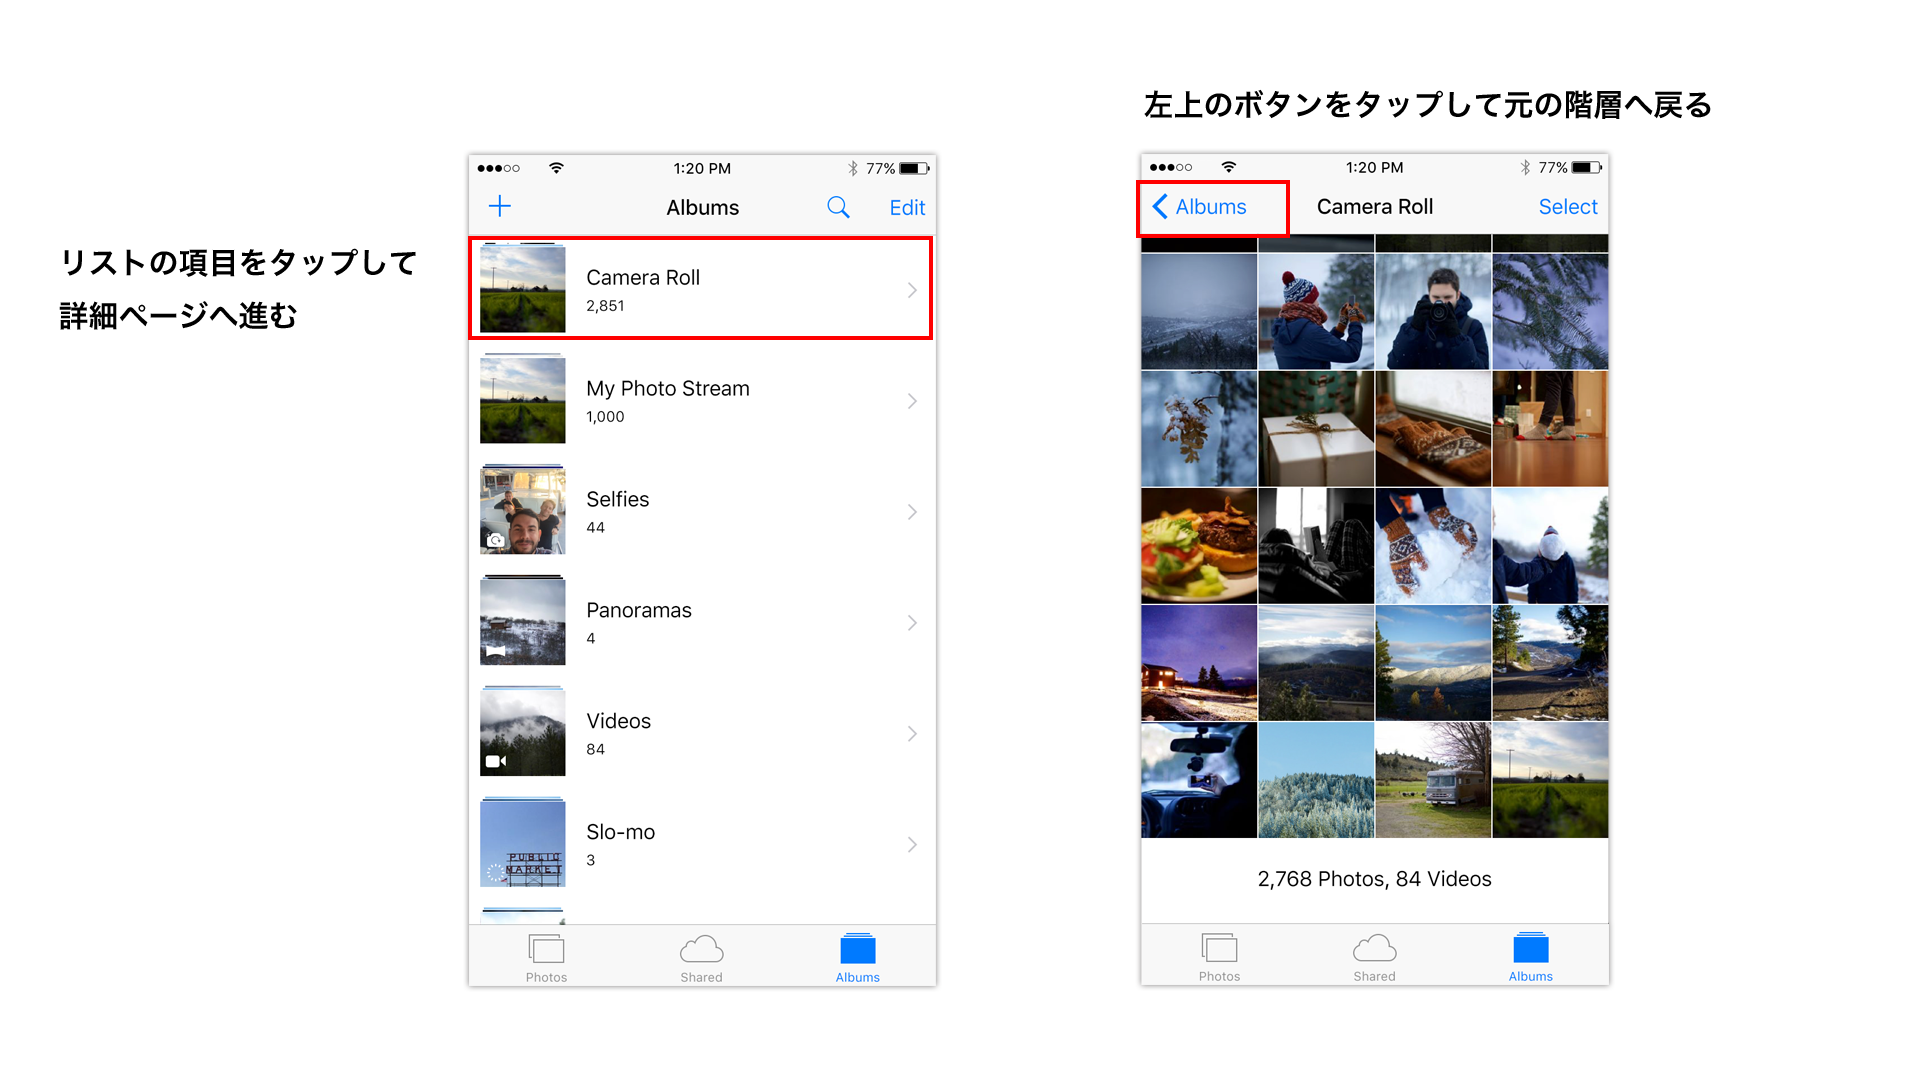 左上のボタンをタップして元の階層へ戻る
リストの項目をタップして
詳細ページへ進む
1:20 PM
77%
Albums
Edit
Camera Roll
2,851
My Photo Stream
1,000
Selfies
44
Panoramas
4
Videos
84
PUBLIC
MARKET
Slo-mo
3
Photos
Shared
Albums
1:20 PM
77%
Albums
Camera Roll
Select
2,768 Photos, 84 Videos
Photos
Shared
Albums